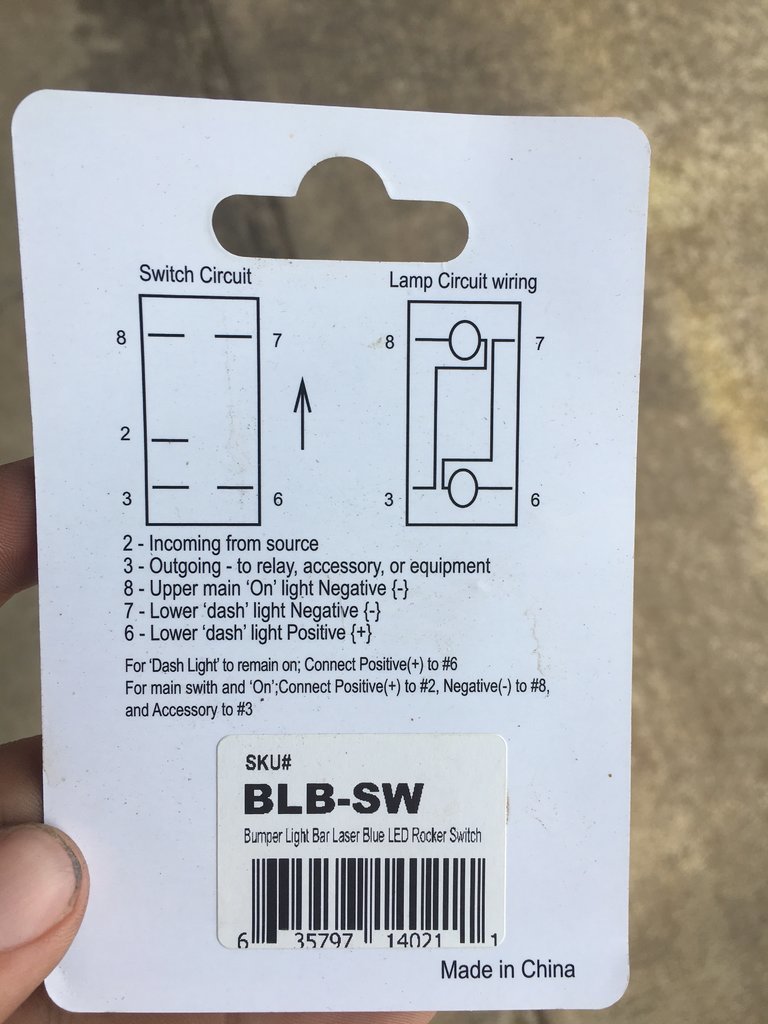 Switch Circuit
Lamp Circuit wiring
8 7
8 7
2
3 6
3 6
2 - Incoming from source
3 - Outgoing - to relay, accessory, or equipment
8 - Upper main 'On' light Negative {-}
7 - Lower 'dash' light Negative {-}
6 - Lower 'dash' light Positive {+}
For 'Dash Light' to remain on; Connect Positive(+) to #6
For main swith and 'On';Connect Positive(+) to #2, Negative(-) to #8,
and Accessory to #3
SKU#
BLB-SW
Bumper Light Bar Laser Blue LED Rocker Switch
6 35797 14021 1
Made in China